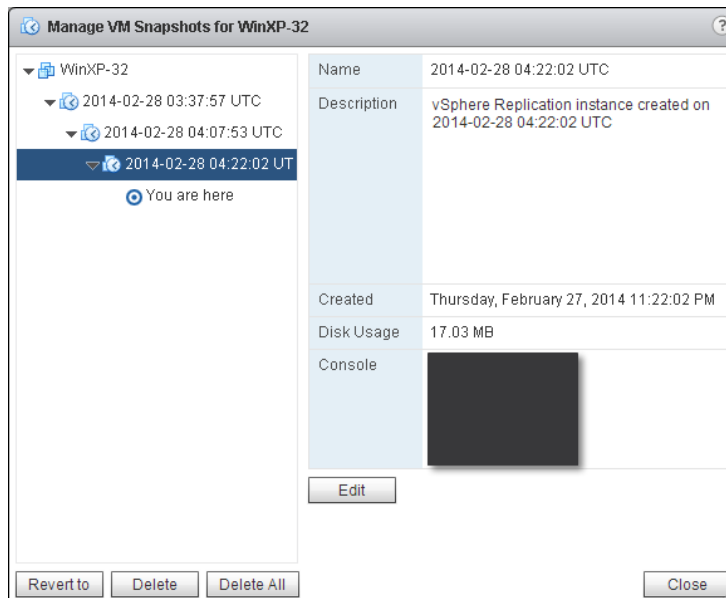 Manage VM Snapshots for WinXP-32
?
WinXP-32
2014-02-28 03:37:57 UTC
2014-02-28 04:07:53 UTC
2014-02-28 04:22:02 UT
You are here
Name
2014-02-28 04:22:02 UTC
Description
vSphere Replication instance created on
2014-02-28 04:22:02 UTC
Created
Thursday, February 27, 2014 11:22:02 PM
Disk Usage
17.03 MB
Console
Edit
Revert to
Delete
Delete All
Close